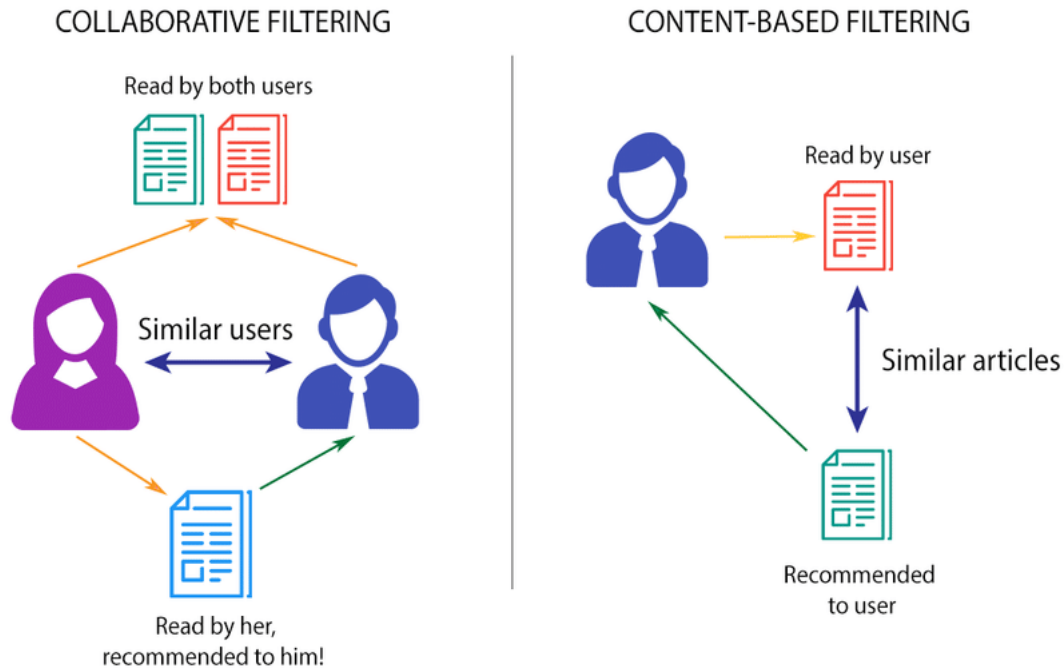 COLLABORATIVE FILTERING
Read by both users
Similar users
Read by her,
recommended to him!
CONTENT-BASED FILTERING
Read by user
Similar articles
Recommended
to user